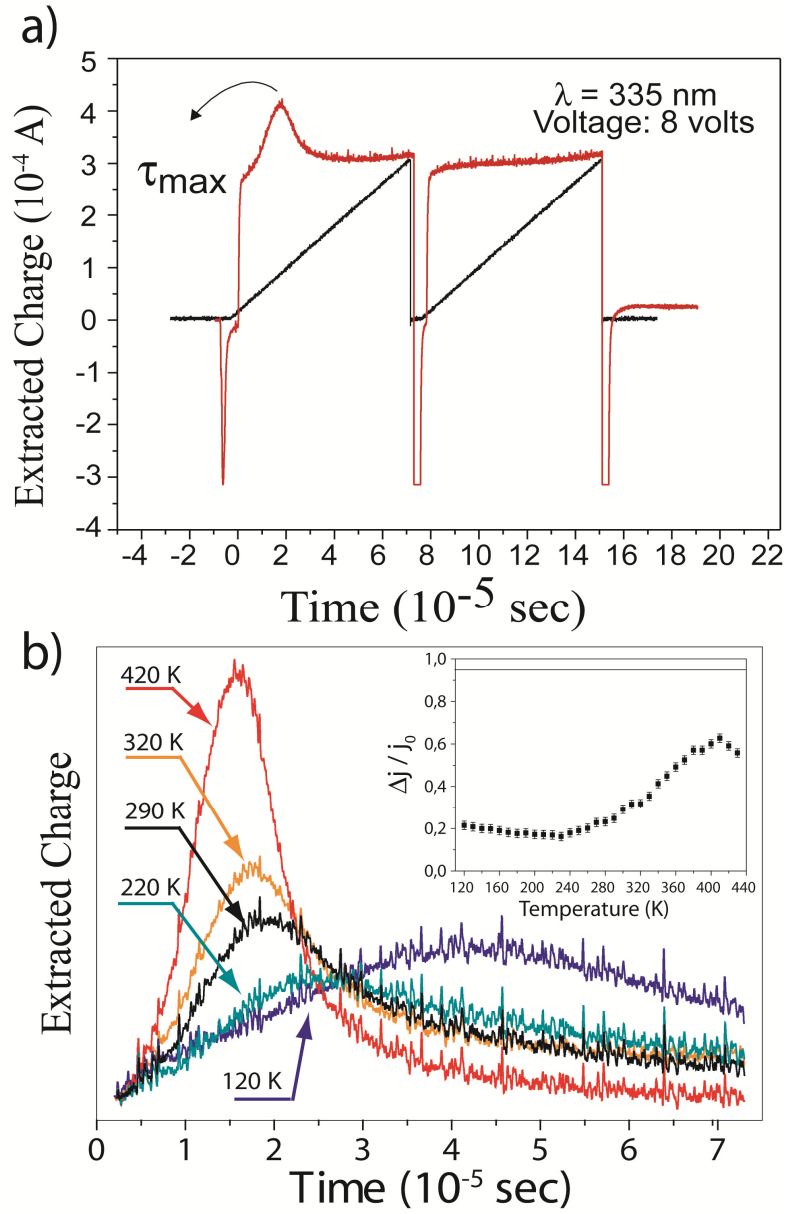 a)
Extracted Charge (10⁻⁴ A)
5
4
3
2
1
0
-1
-2
-3
-4
τmax
λ = 335 nm
Voltage: 8 volts
-4 -2 0 2 4 6 8 10 12 14 16 18 20 22
Time (10⁻⁵ sec)
b)
Extracted Charge
420 K
320 K
290 K
220 K
120 K
Δj / j₀
1,0
0,8
0,6
0,4
0,2
0,0
120 160 200 240 280 320 360 400 440
Temperature (K)
0 1 2 3 4 5 6 7
Time (10⁻⁵ sec)